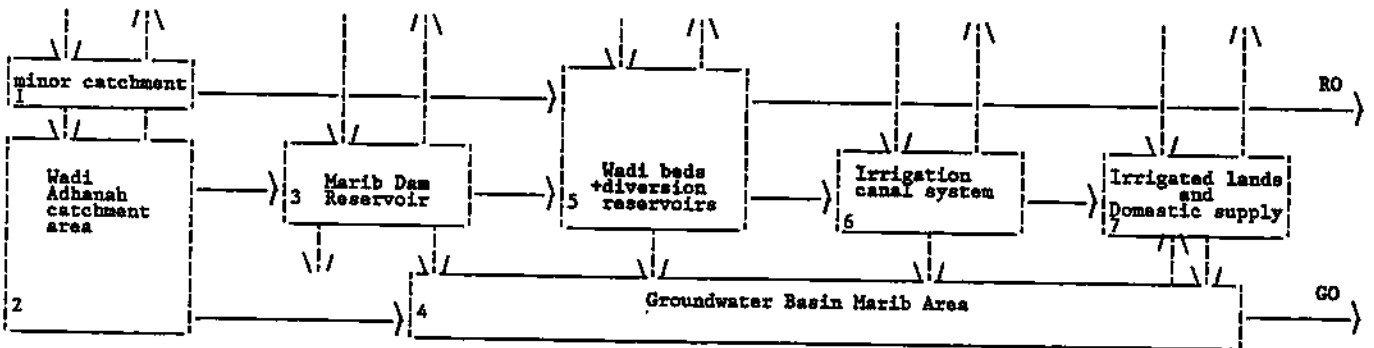 minor catchment
1
RO
Wadi
Adhanah
catchment
area
2
3
Marib Dam
Reservoir
Wadi beds
+diversion
reservoirs
5
Irrigation
canal system
6
Irrigated lands
and
Domestic supply
7
4
Groundwater Basin Marib Area
GO